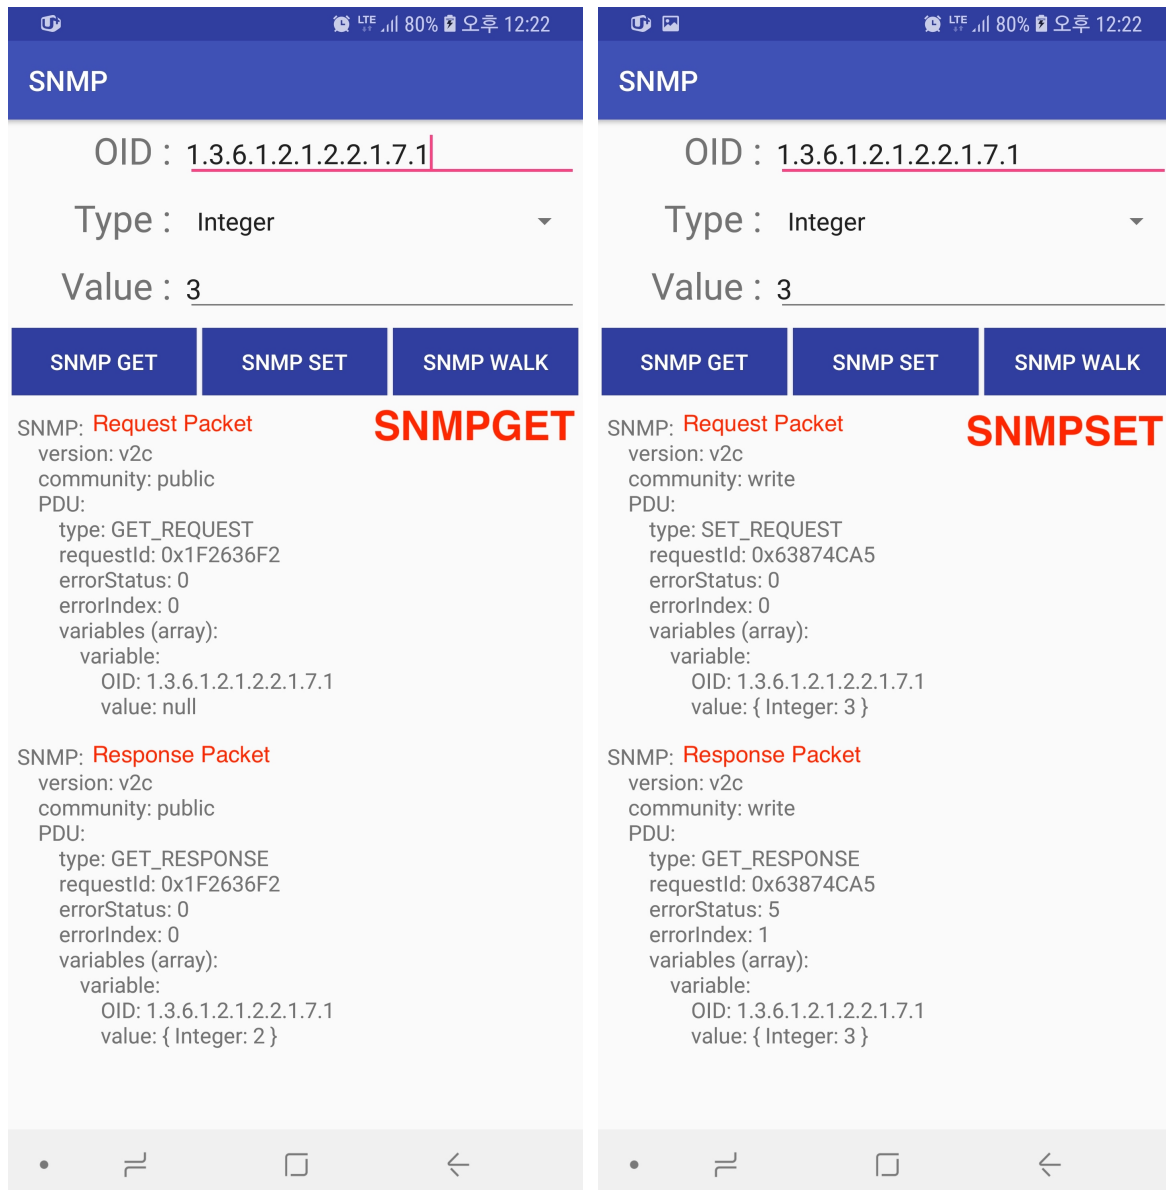 LTE 80% 오후 12:22
SNMP
OID : 1.3.6.1.2.1.2.2.1.7.1
Type : Integer
Value : 3
SNMP GET SNMP SET SNMP WALK
SNMP: Request Packet SNMPGET
version: v2c
community: public
PDU:
type: GET_REQUEST
requestId: 0x1F2636F2
errorStatus: 0
errorIndex: 0
variables (array):
variable:
OID: 1.3.6.1.2.1.2.2.1.7.1
value: null
SNMP: Response Packet
version: v2c
community: public
PDU:
type: GET_RESPONSE
requestId: 0x1F2636F2
errorStatus: 0
errorIndex: 0
variables (array):
variable:
OID: 1.3.6.1.2.1.2.2.1.7.1
value: { Integer: 2 }
LTE 80% 오후 12:22
SNMP
OID : 1.3.6.1.2.1.2.2.1.7.1
Type : Integer
Value : 3
SNMP GET SNMP SET SNMP WALK
SNMP: Request Packet SNMPSET
version: v2c
community: write
PDU:
type: SET_REQUEST
requestId: 0x63874CA5
errorStatus: 0
errorIndex: 0
variables (array):
variable:
OID: 1.3.6.1.2.1.2.2.1.7.1
value: { Integer: 3 }
SNMP: Response Packet
version: v2c
community: write
PDU:
type: GET_RESPONSE
requestId: 0x63874CA5
errorStatus: 5
errorIndex: 1
variables (array):
variable:
OID: 1.3.6.1.2.1.2.2.1.7.1
value: { Integer: 3 }